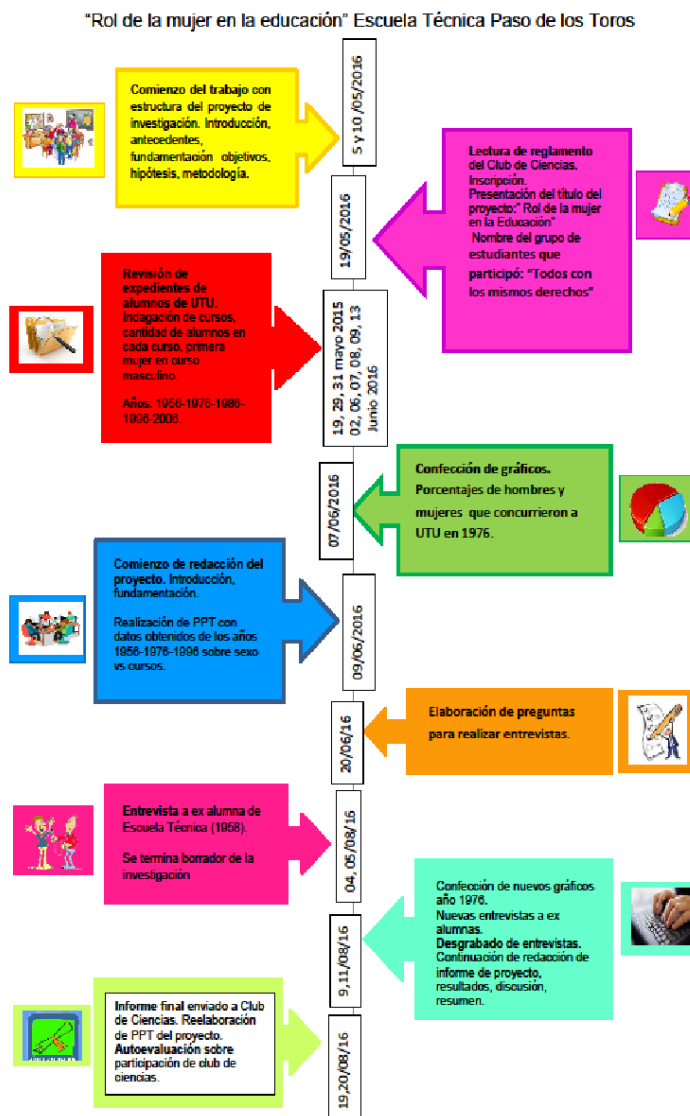 “Rol de la mujer en la educación” Escuela Técnica Paso de los Toros
Comienzo del trabajo con
estructura del proyecto de
investigación. Introducción,
antecedentes,
fundamentación objetivos,
hipótesis, metodología.
5 y 10 /05/2016
Lectura de reglamento
del Club de Ciencias.
Inscripción.
Presentación del título del
proyecto:” Rol de la mujer
en la Educación”
Nombre del grupo de
estudiantes que
participó: “Todos con
los mismos derechos”
19/05/2016
Revisión de
expedientes de
alumnos de UTU.
Indagación de cursos,
cantidad de alumnos en
cada curso, primera
mujer en curso
masculino.
Años: 1956-1976-1986-
1996-2006.
19, 29, 31 mayo 2015
02, 06, 07, 08, 09, 13
Junio 2016
Confección de gráficos.
Porcentajes de hombres y
mujeres que concurrieron a
UTU en 1976.
07/06/2016
Comienzo de redacción del
proyecto. Introducción,
fundamentación.
Realización de PPT con
datos obtenidos de los años
1956-1976-1996 sobre sexo
vs cursos.
09/06/2016
Elaboración de preguntas
para realizar entrevistas.
20/06/16
Entrevista a ex alumna de
Escuela Técnica (1958).
Se termina borrador de la
investigación
04, 05/08/16
Confección de nuevos gráficos
año 1976.
Nuevas entrevistas a ex
alumnas.
Desgrabado de entrevistas.
Continuación de redacción de
informe de proyecto,
resultados, discusión,
resumen.
9,11/08/16
Informe final enviado a Club
de Ciencias. Reelaboración
de PPT del proyecto.
Autoevaluación sobre
participación de club de
ciencias.
19,20/08/16